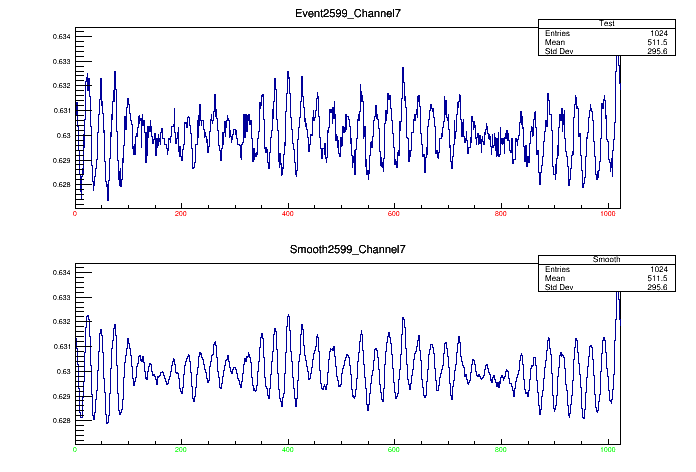 Event2599_Channel7
Test
Entries 1024
Mean 511.5
Std Dev 295.6
0.634
0.633
0.632
0.631
0.63
0.629
0.628
0 200 400 600 800 1000
Smooth2599_Channel7
Smooth
Entries 1024
Mean 511.5
Std Dev 295.6
0.634
0.633
0.632
0.631
0.63
0.629
0.628
0 200 400 600 800 1000